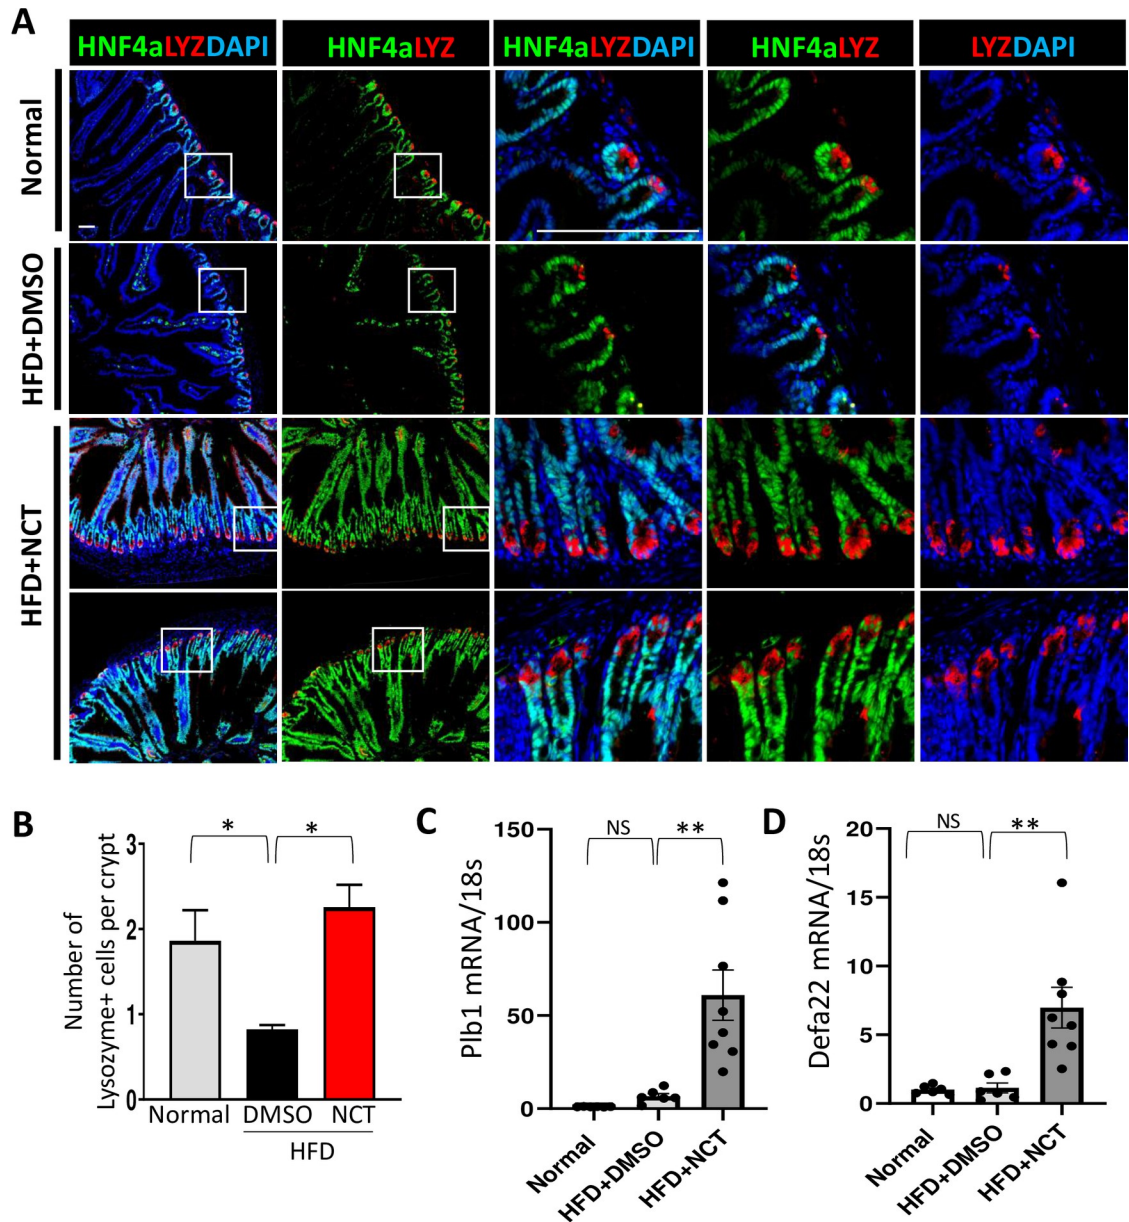 A
HNF4aLYZDAPI
HNF4aLYZ
HNF4aLYZDAPI
HNF4aLYZ
LYZDAPI
Normal
HFD+DMSO
HFD+NCT
B
Number of
Lysozyme+ cells per crypt
3
2
1
0
*
*
Normal
DMSO
NCT
HFD
C
Plb1 mRNA/18s
150
100
50
0
NS
**
Normal
HFD+DMSO
HFD+NCT
D
Defa22 mRNA/18s
20
15
10
5
0
NS
**
Normal
HFD+DMSO
HFD+NCT